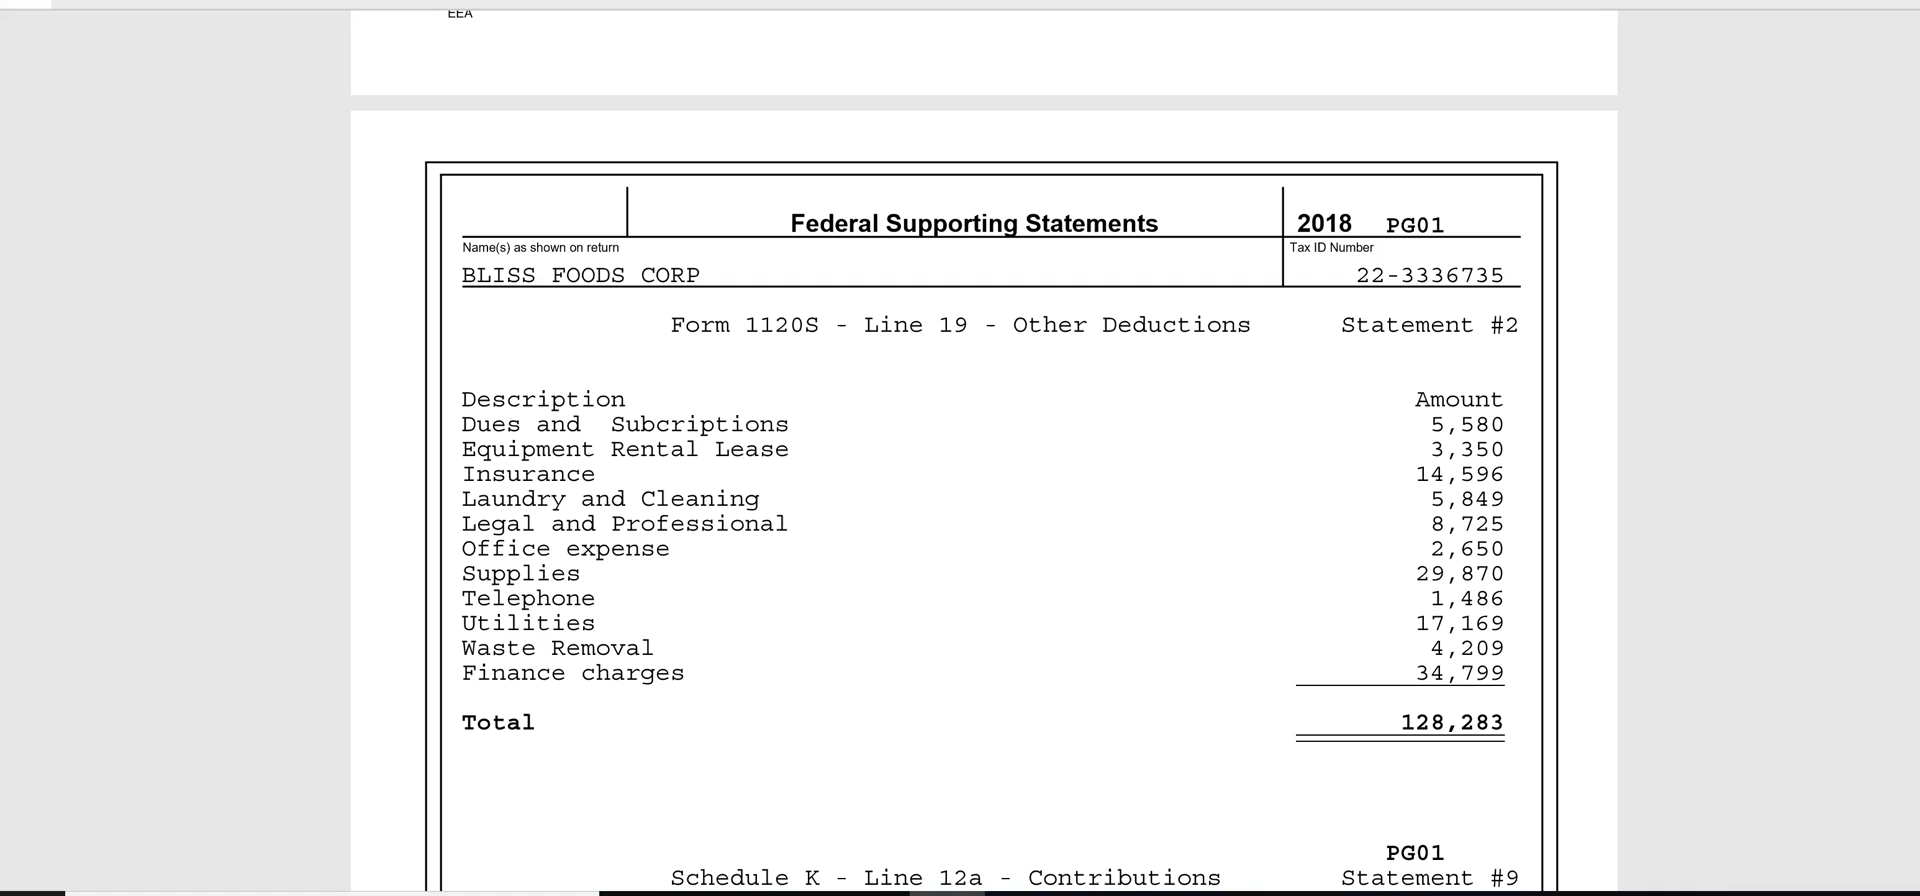 EEA
Federal Supporting Statements 2018 PG01
Name(s) as shown on return Tax ID Number
BLISS FOODS CORP 22-3336735
Form 1120S - Line 19 - Other Deductions Statement #2
Description Amount
Dues and  Subcriptions 5,580
Equipment Rental Lease 3,350
Insurance 14,596
Laundry and Cleaning 5,849
Legal and Professional 8,725
Office expense 2,650
Supplies 29,870
Telephone 1,486
Utilities 17,169
Waste Removal 4,209
Finance charges 34,799
Total 128,283
PG01
Schedule K - Line 12a - Contributions Statement #9